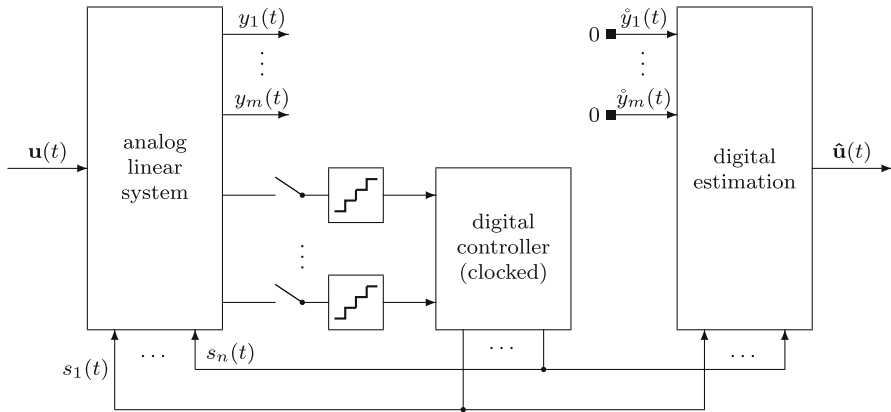 y₁(t)
⋮
yₘ(t)
0
ẙ₁(t)
⋮
0
ẙₘ(t)
u(t)
analog
linear
system
digital
estimation
û(t)
⋮
digital
controller
(clocked)
s₁(t)
...
sₙ(t)
...
...